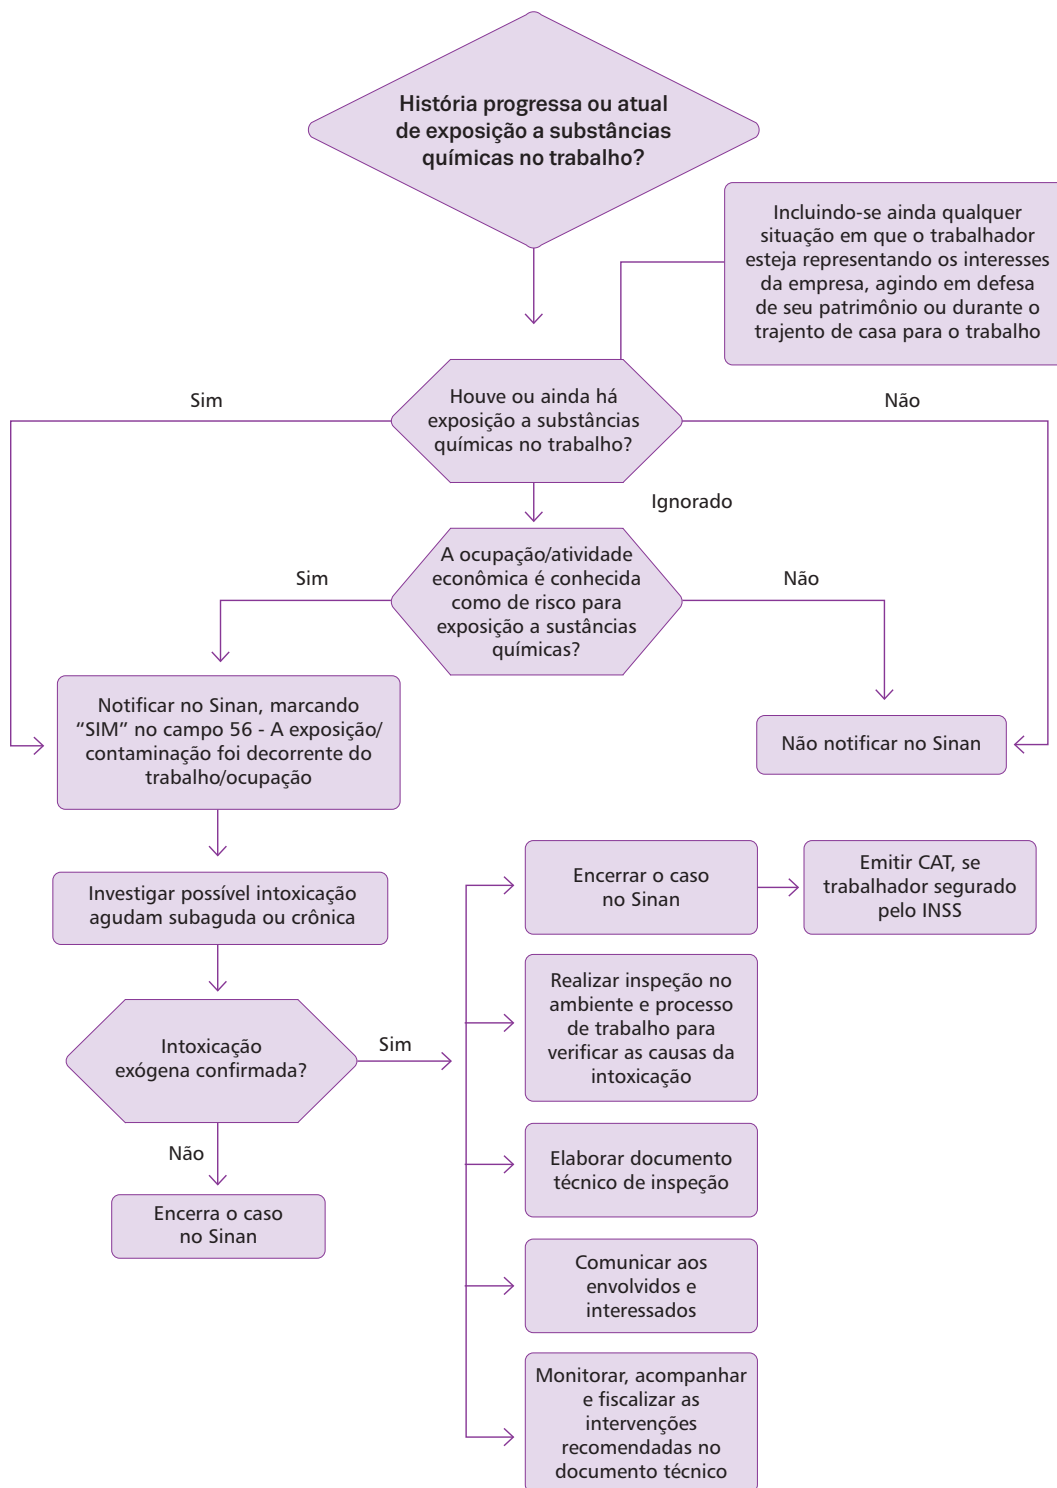 História progressa ou atual
de exposição a substâncias
químicas no trabalho?
Incluindo-se ainda qualquer
situação em que o trabalhador
esteja representando os interesses
da empresa, agindo em defesa
de seu patrimônio ou durante o
trajento de casa para o trabalho
Houve ou ainda há
exposição a substâncias
químicas no trabalho?
Sim
Não
Ignorado
A ocupação/atividade
econômica é conhecida
como de risco para
exposição a sustâncias
químicas?
Sim
Não
Notificar no Sinan, marcando
“SIM” no campo 56 - A exposição/
contaminação foi decorrente do
trabalho/ocupação
Não notificar no Sinan
Investigar possível intoxicação
agudam subaguda ou crônica
Intoxicação
exógena confirmada?
Sim
Não
Encerra o caso
no Sinan
Encerrar o caso
no Sinan
Emitir CAT, se
trabalhador segurado
pelo INSS
Realizar inspeção no
ambiente e processo
de trabalho para
verificar as causas da
intoxicação
Elaborar documento
técnico de inspeção
Comunicar aos
envolvidos e
interessados
Monitorar, acompanhar
e fiscalizar as
intervenções
recomendadas no
documento técnico